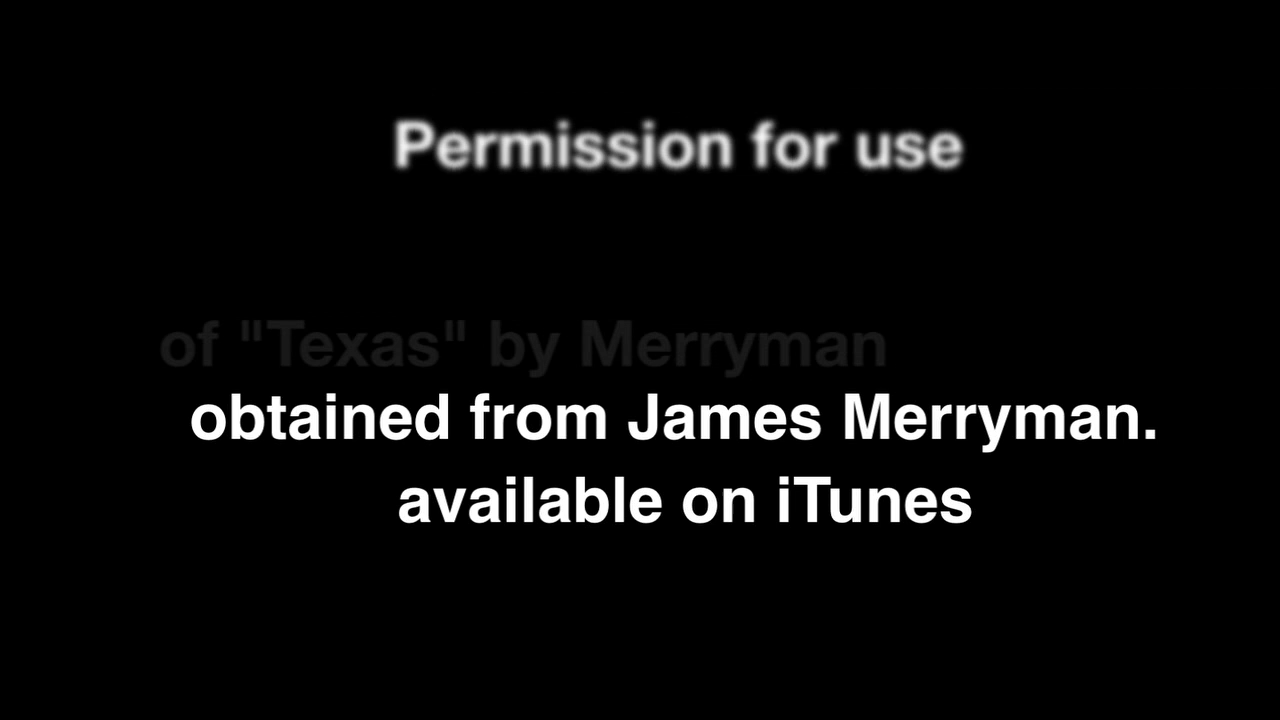 Permission for use
of "Texas" by Merryman
obtained from James Merryman.
available on iTunes